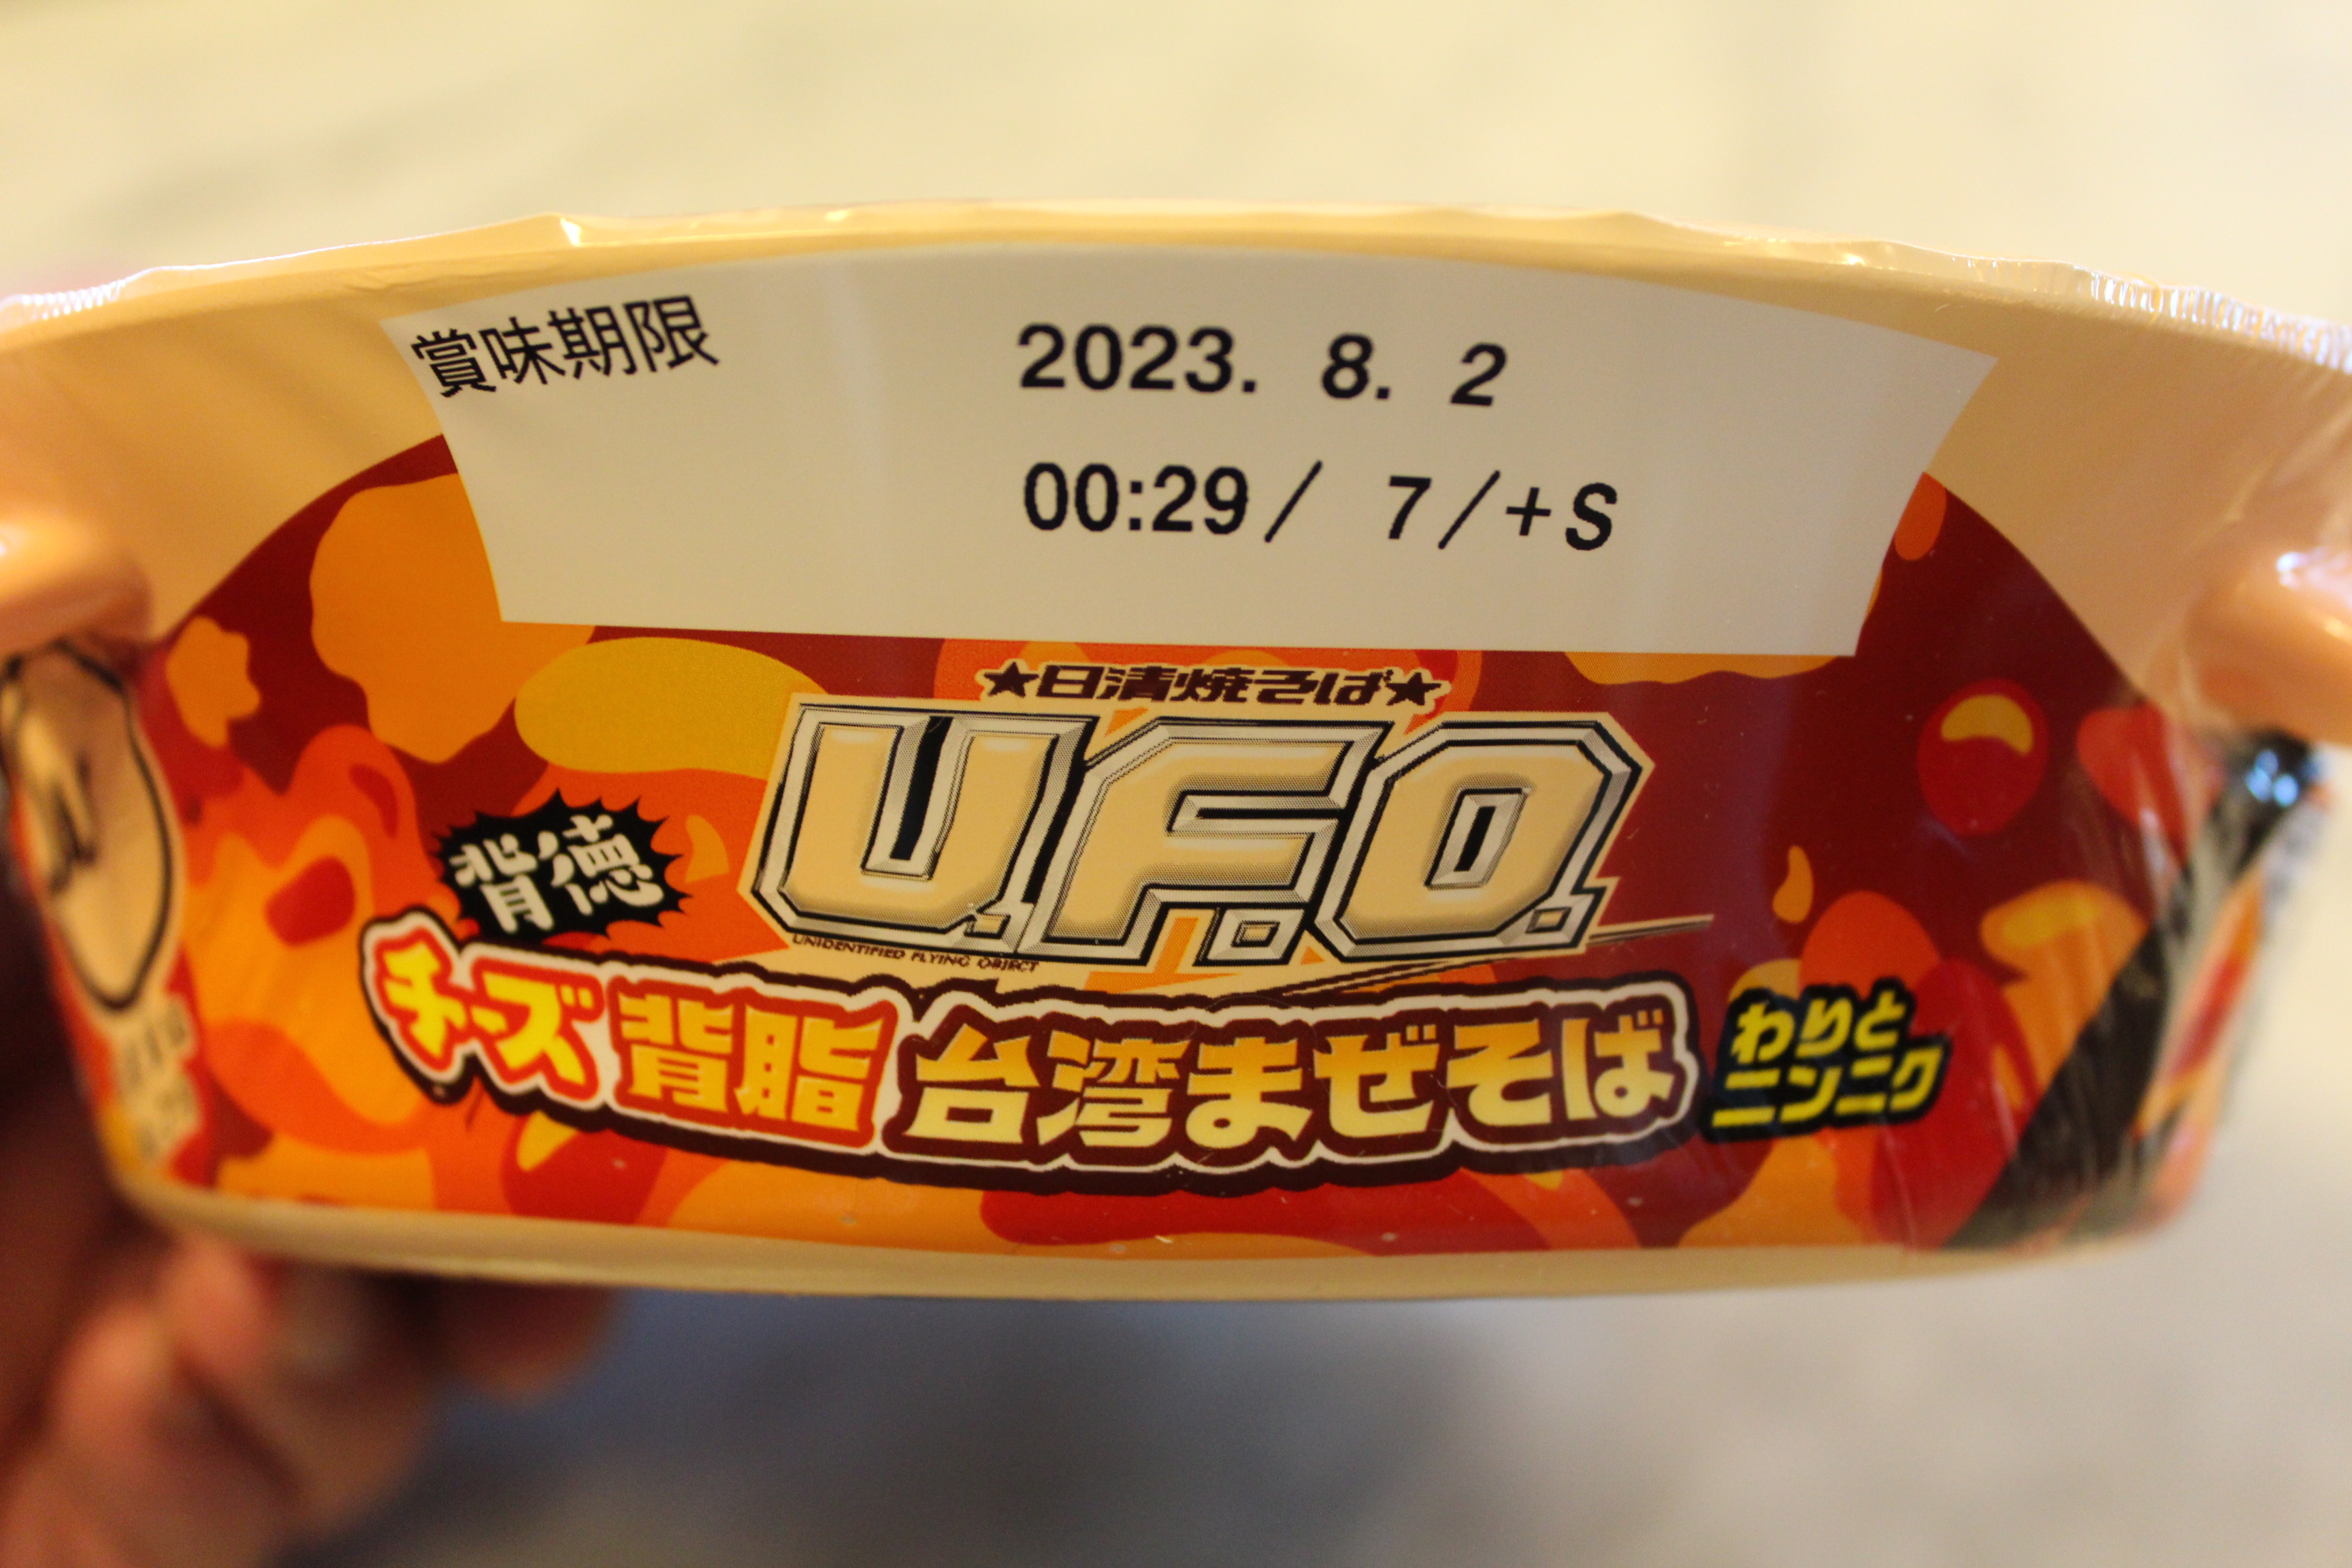 賞味期限
2023. 8. 2
00:29/ 7/+S
★日清焼そば★
U.F.O.
UNIDENTIFIED FLYING OBJECT
背徳
チーズ背脂台湾まぜそば
わりと
ニンニク